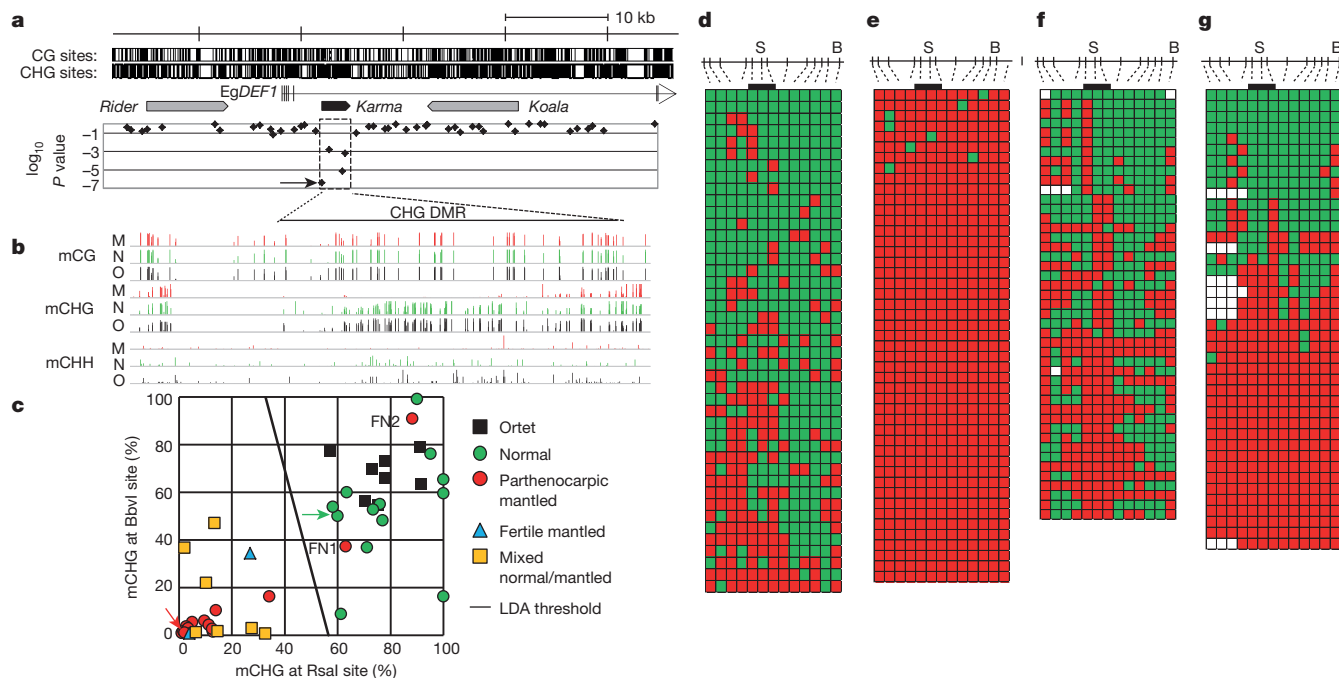 a
10 kb
CG sites:
CHG sites:
EgDEF1
Rider
Karma
Koala
log10
P value
−1
−3
−5
−7
CHG DMR
b
mCG
M
N
O
mCHG
M
N
O
mCHH
M
N
O
c
mCHG at BbvI site (%)
100
80
60
40
20
0
0 20 40 60 80 100
mCHG at RsaI site (%)
FN2
FN1
Ortet
Normal
Parthenocarpic
mantled
Fertile mantled
Mixed
normal/mantled
LDA threshold
d
S B
e
S B
f
S B
g
S B